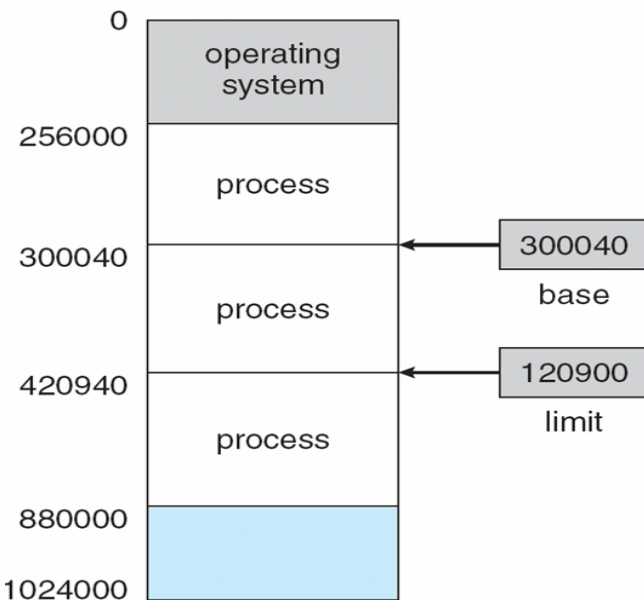 0
operating
system
256000
process
300040
300040
base
process
420940
120900
limit
process
880000
1024000